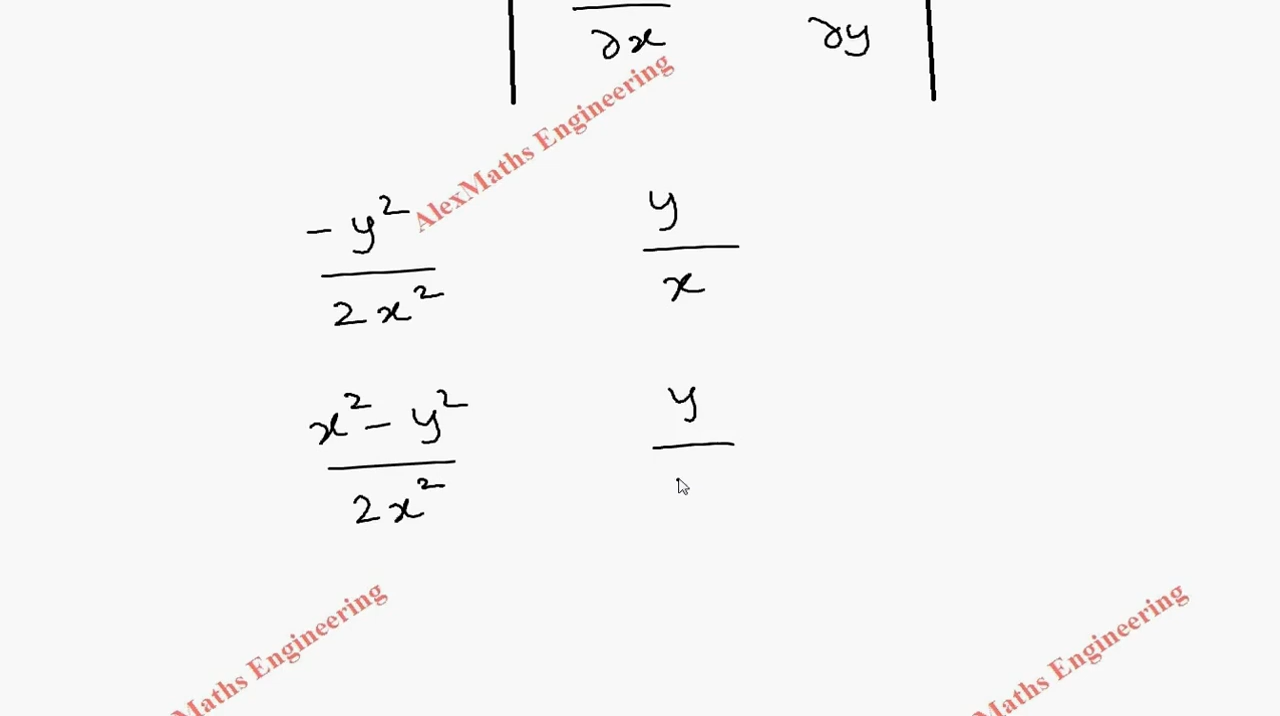 ∂x ∂y
AlexMaths Engineering
-y² / 2x² y / x
x² - y² / 2x² y /
Maths Engineering
Maths Engineering